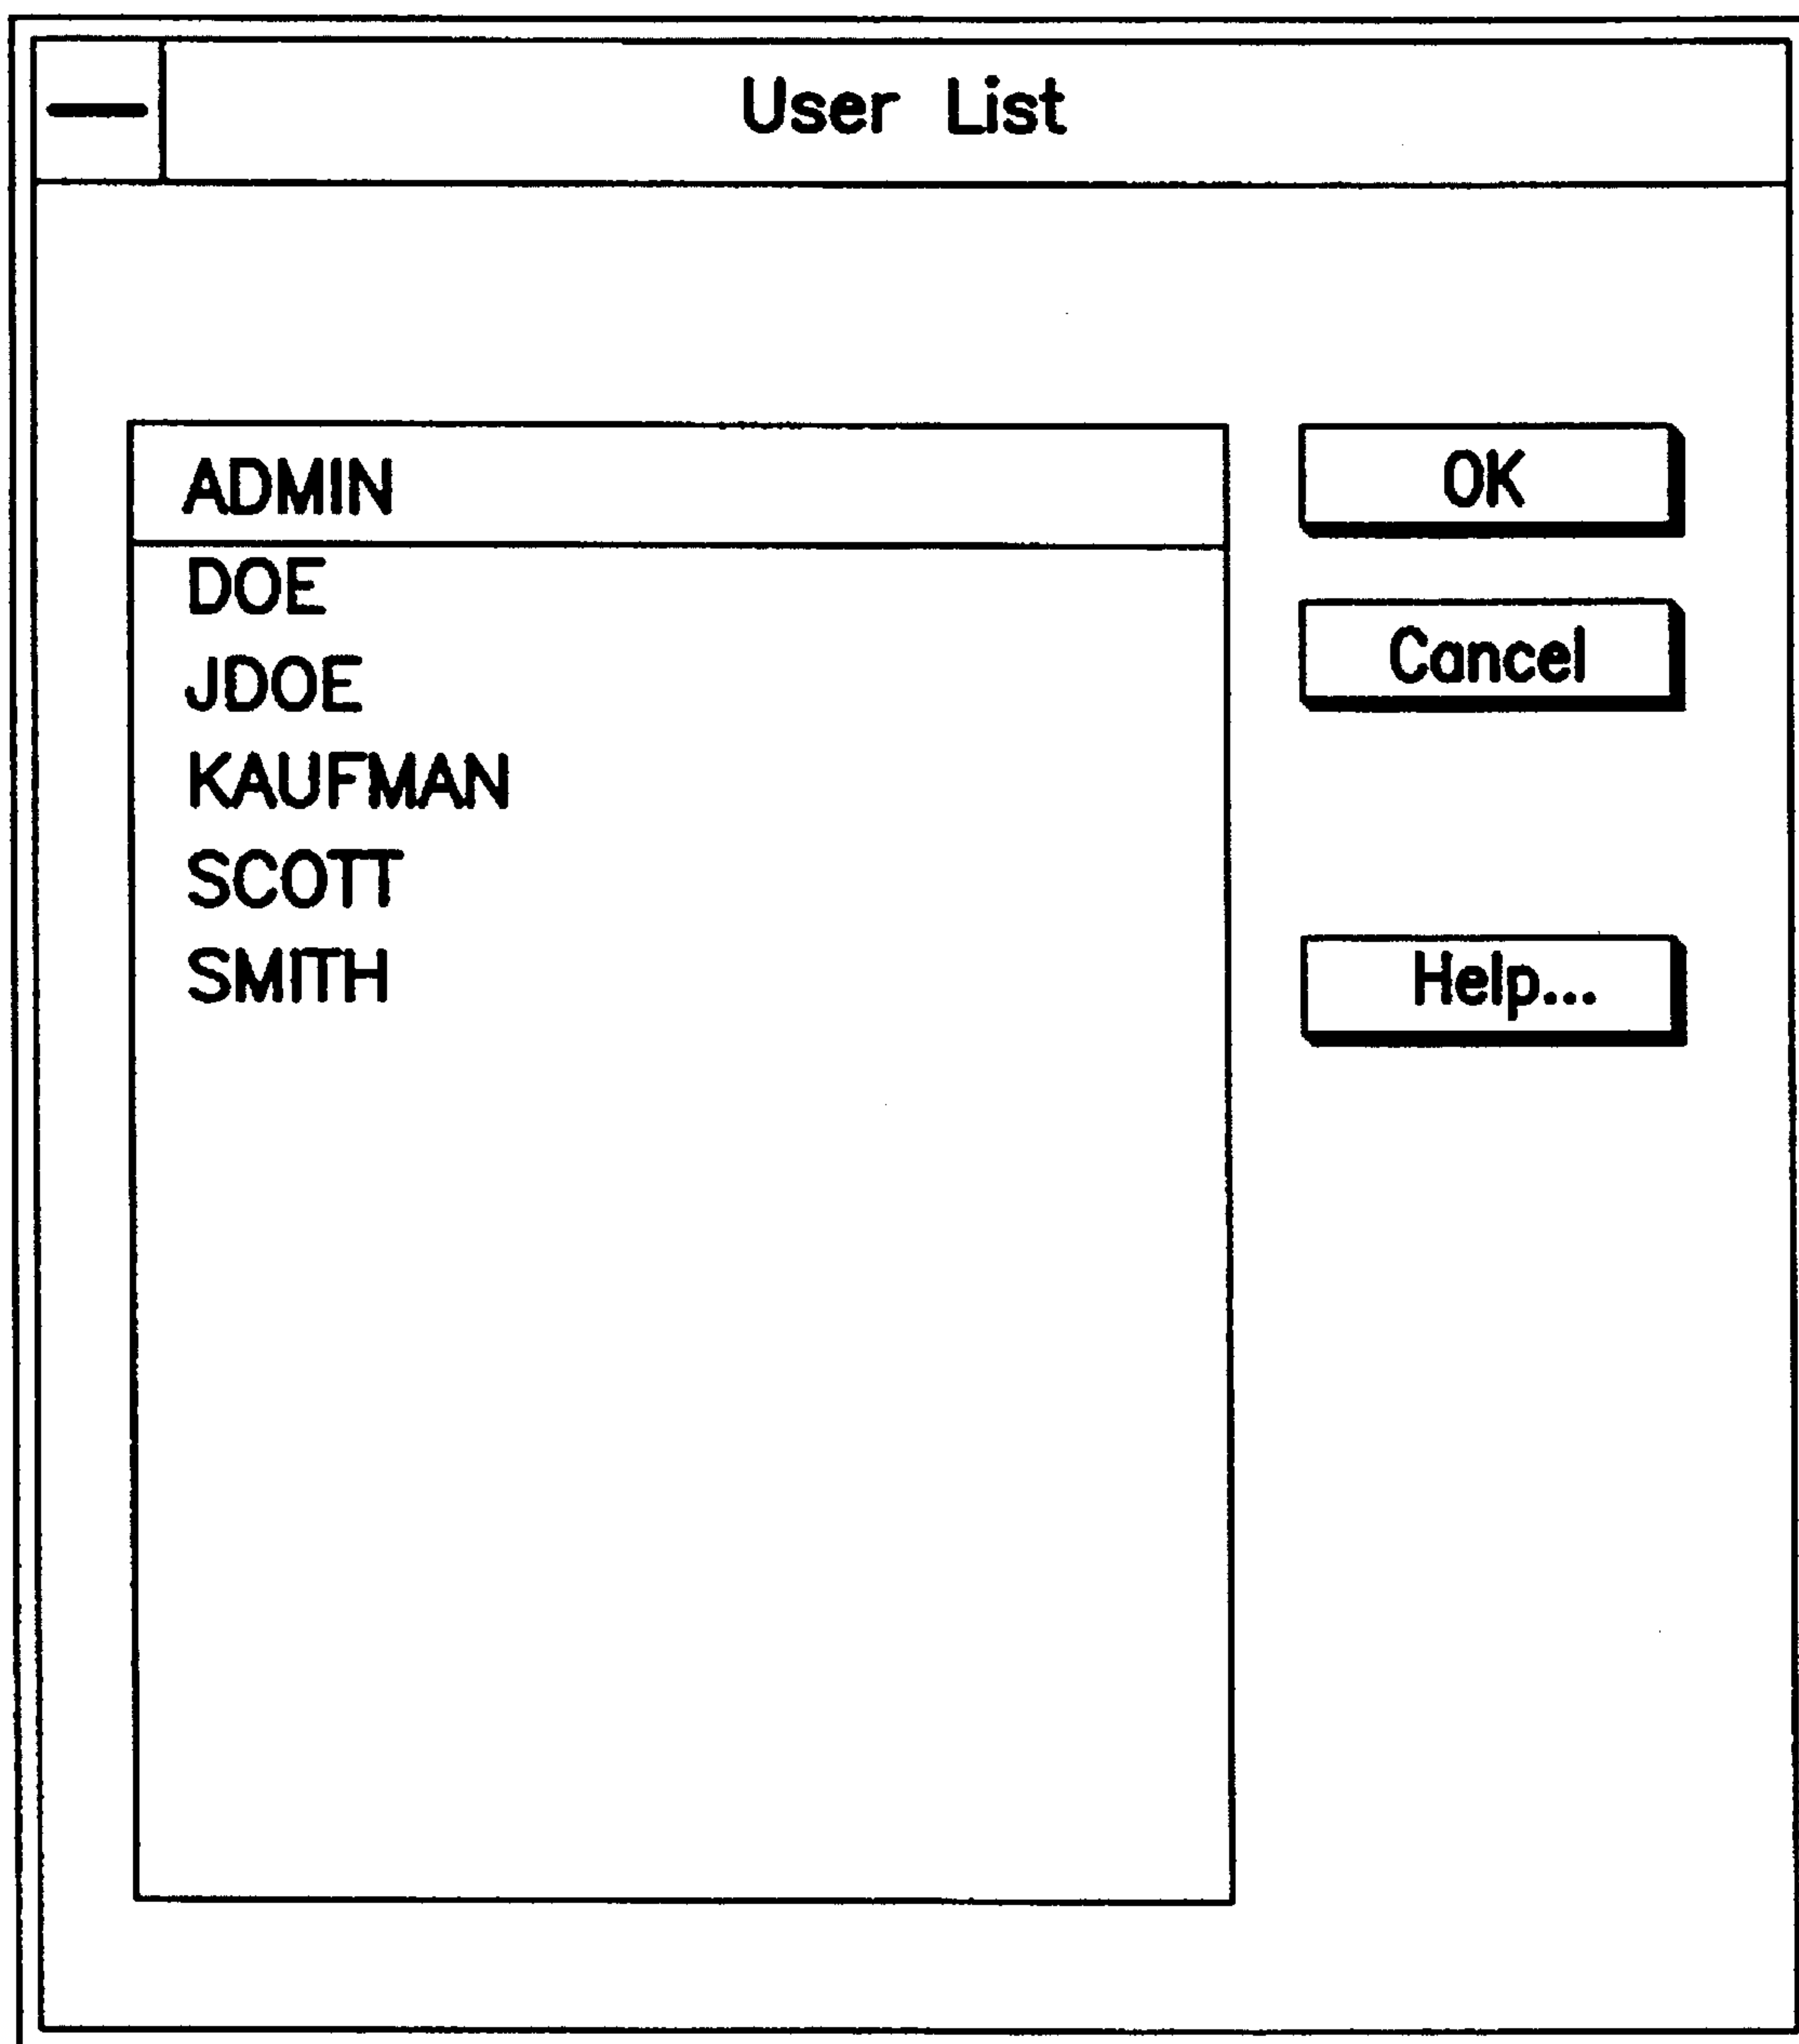 User List
ADMIN
DOE
JDOE
KAUFMAN
SCOTT
SMITH
OK
Cancel
Help...